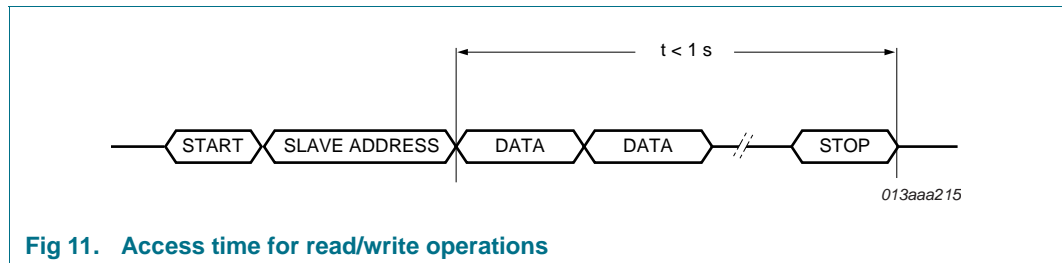 t < 1 s
START SLAVE ADDRESS DATA DATA STOP
013aaa215
Fig 11. Access time for read/write operations